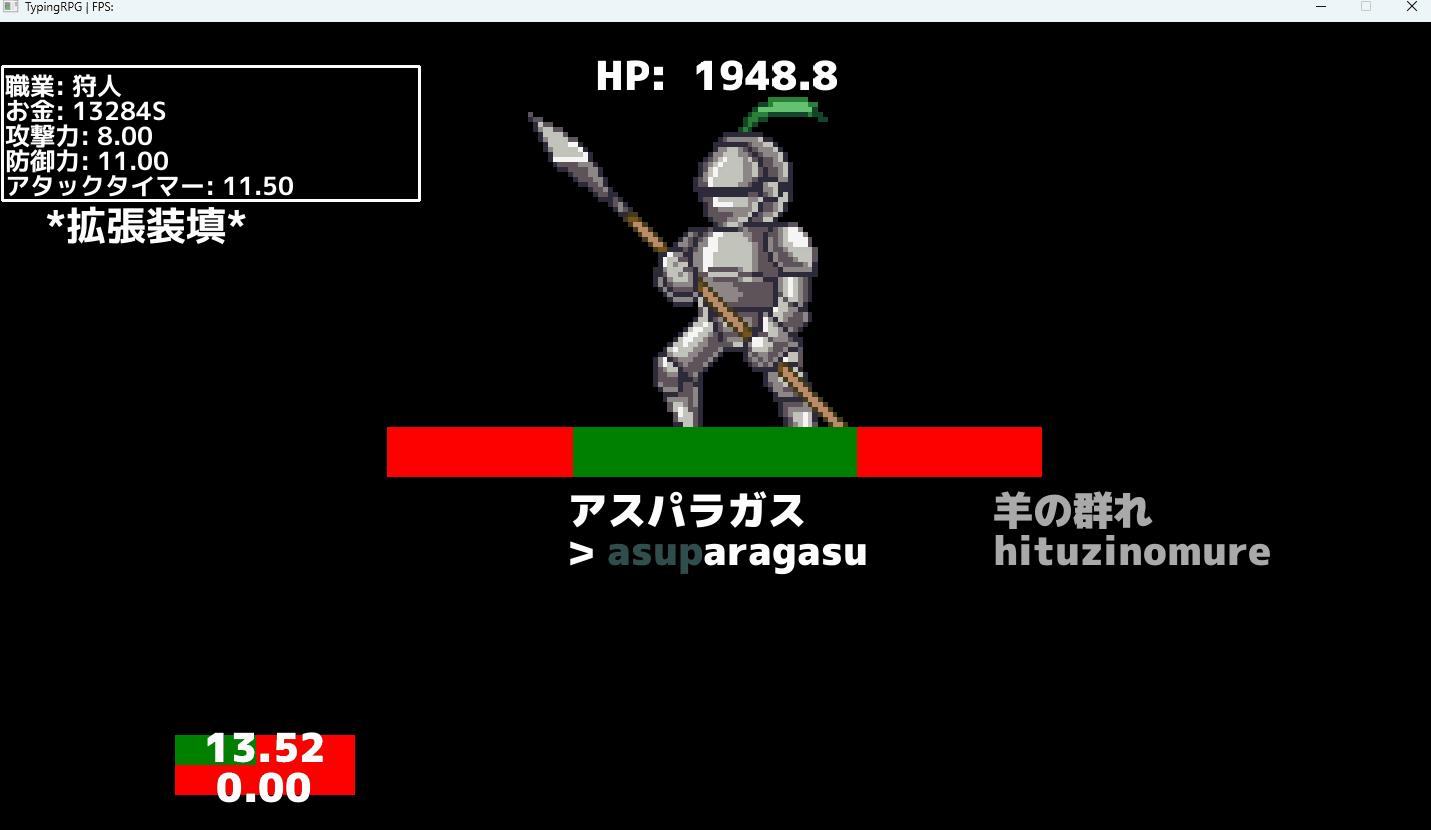 TypingRPG | FPS:
HP: 1948.8
職業: 狩人
お金: 13284S
攻撃力: 8.00
防御力: 11.00
アタックタイマー: 11.50
*拡張装填*
アスパラガス
> asuparagasu
羊の群れ
hituzinomure
13.52
0.00